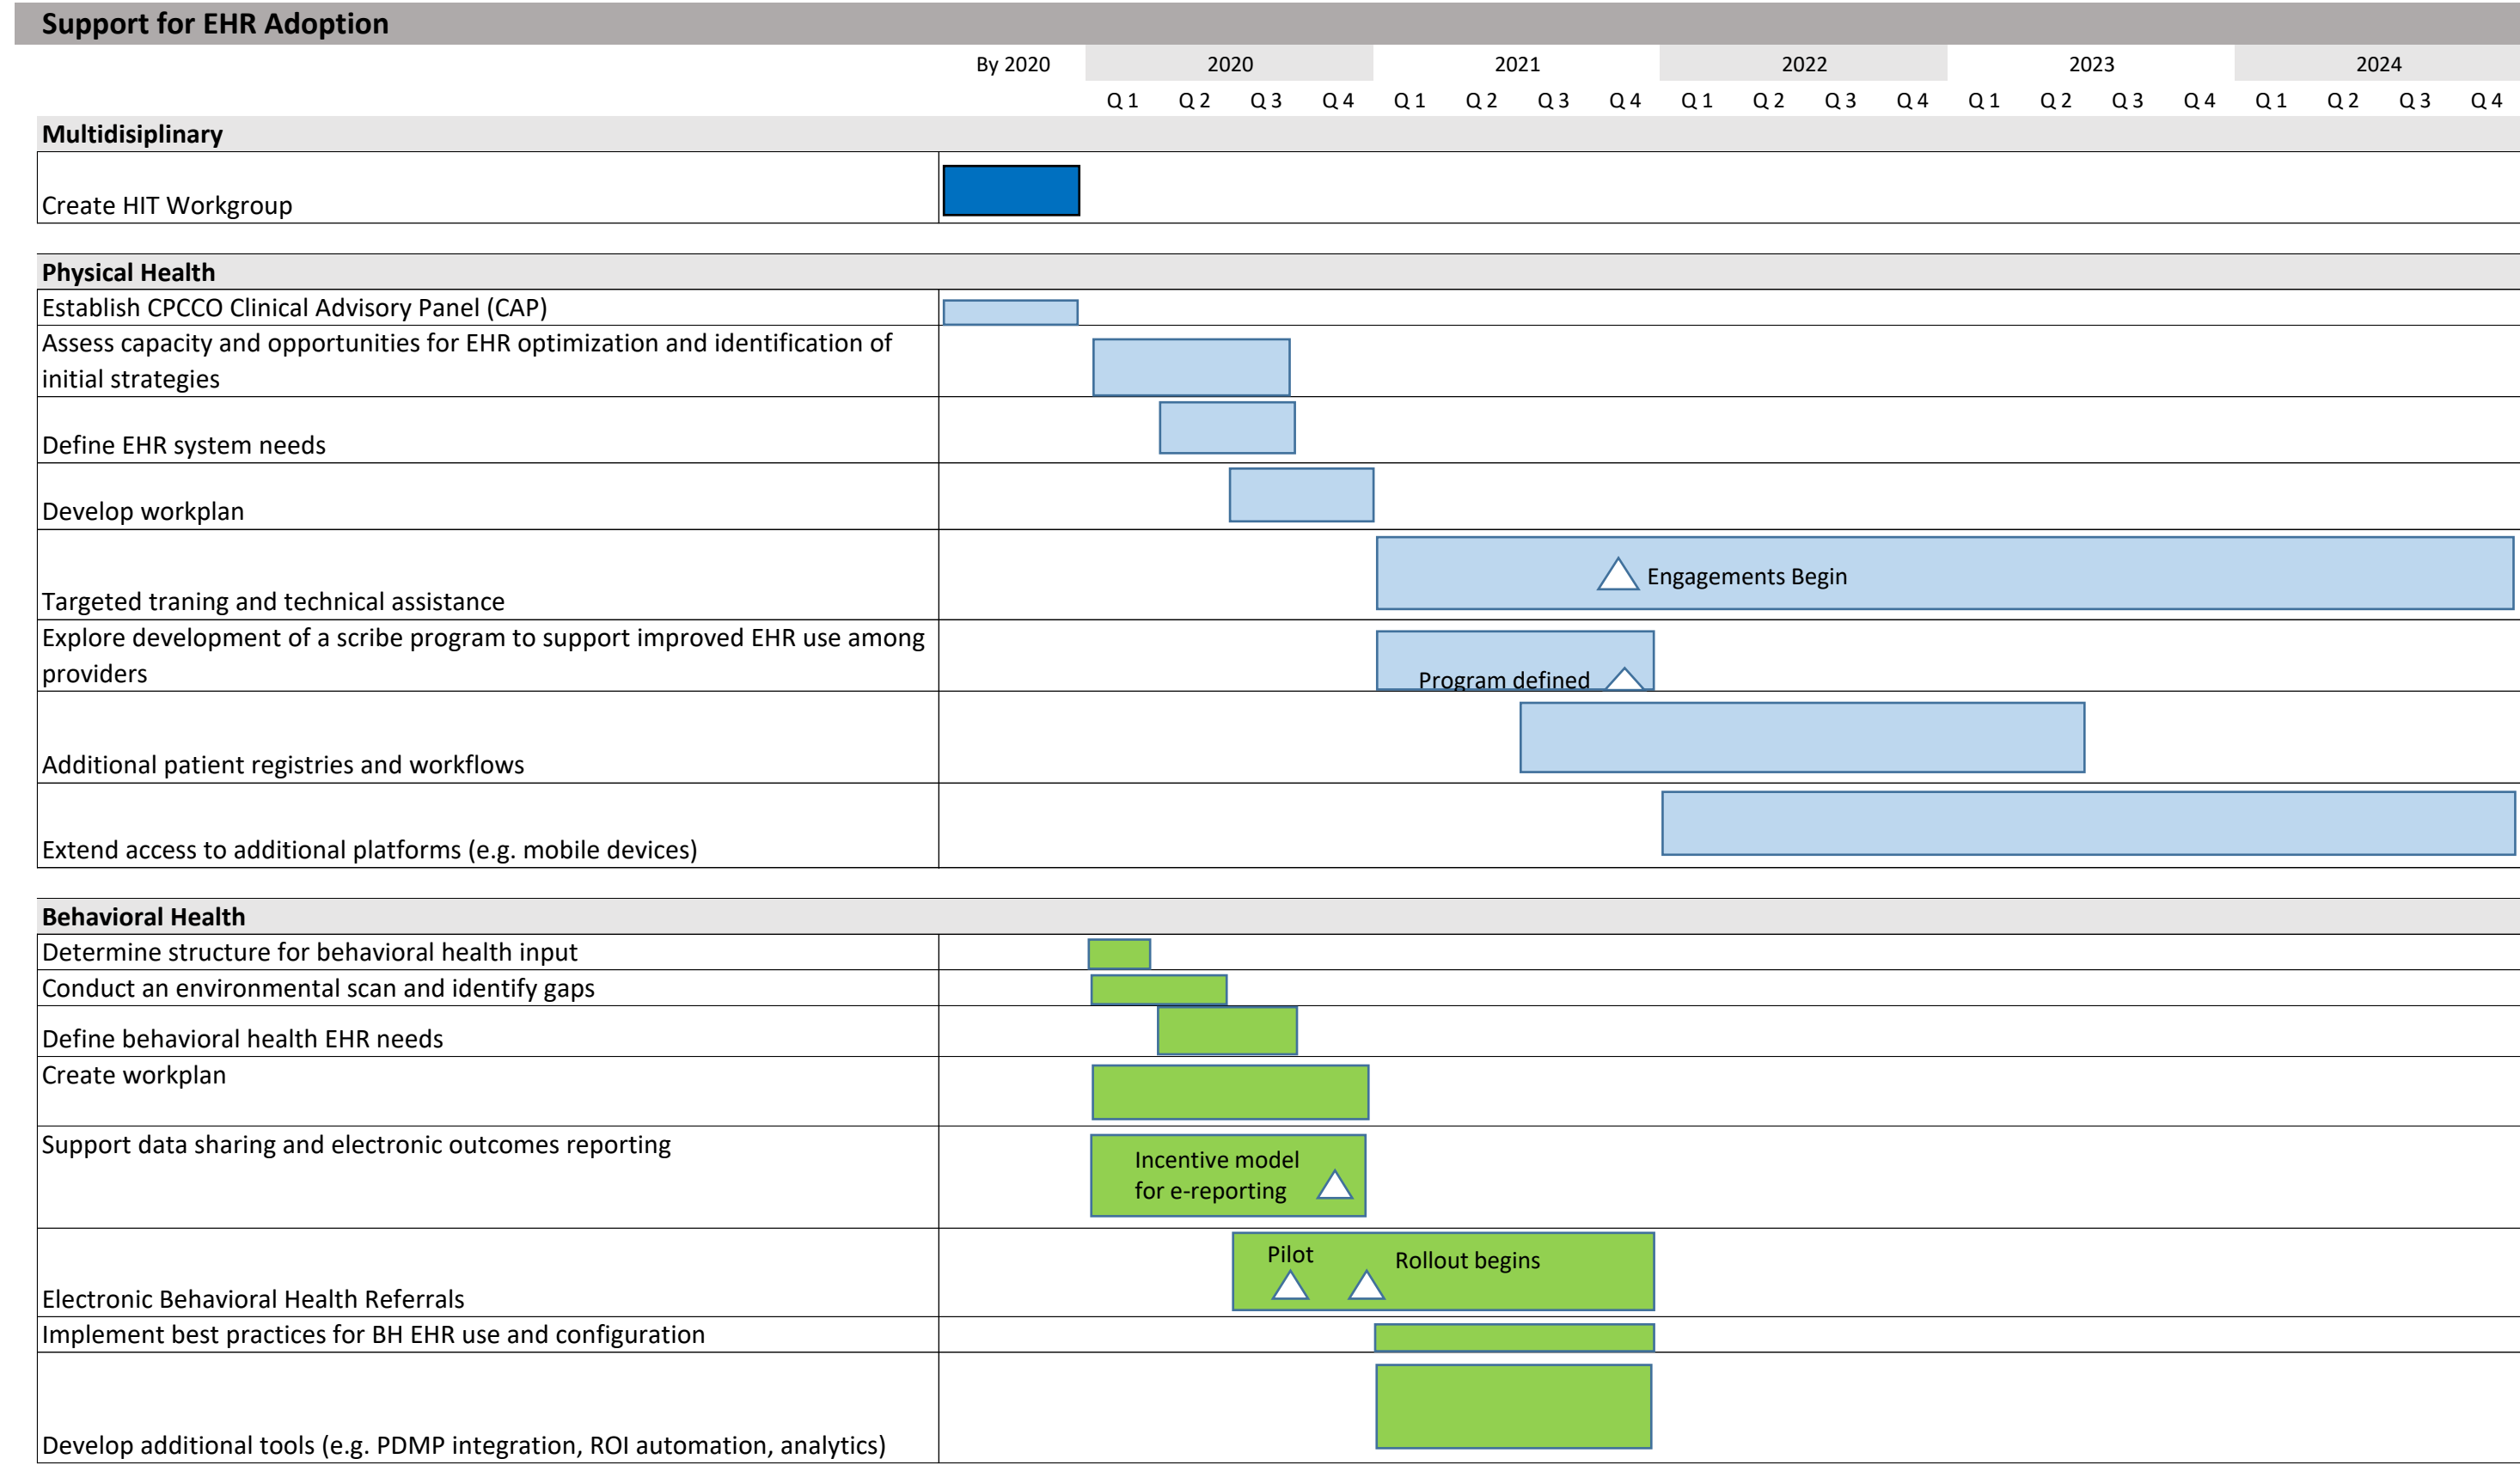 Support for EHR Adoption
By 2020 2020 2021 2022 2023 2024
Q 1 Q 2 Q 3 Q 4 Q 1 Q 2 Q 3 Q 4 Q 1 Q 2 Q 3 Q 4 Q 1 Q 2 Q 3 Q 4 Q 1 Q 2 Q 3 Q 4
Multidisiplinary
Create HIT Workgroup
Physical Health
Establish CPCCO Clinical Advisory Panel (CAP)
Assess capacity and opportunities for EHR optimization and identification of
initial strategies
Define EHR system needs
Develop workplan
Engagements Begin
Targeted traning and technical assistance
Explore development of a scribe program to support improved EHR use among
providers
Program defined
Additional patient registries and workflows
Extend access to additional platforms (e.g. mobile devices)
Behavioral Health
Determine structure for behavioral health input
Conduct an environmental scan and identify gaps
Define behavioral health EHR needs
Create workplan
Support data sharing and electronic outcomes reporting
Incentive model
for e-reporting
Pilot
Rollout begins
Electronic Behavioral Health Referrals
Implement best practices for BH EHR use and configuration
Develop additional tools (e.g. PDMP integration, ROI automation, analytics)